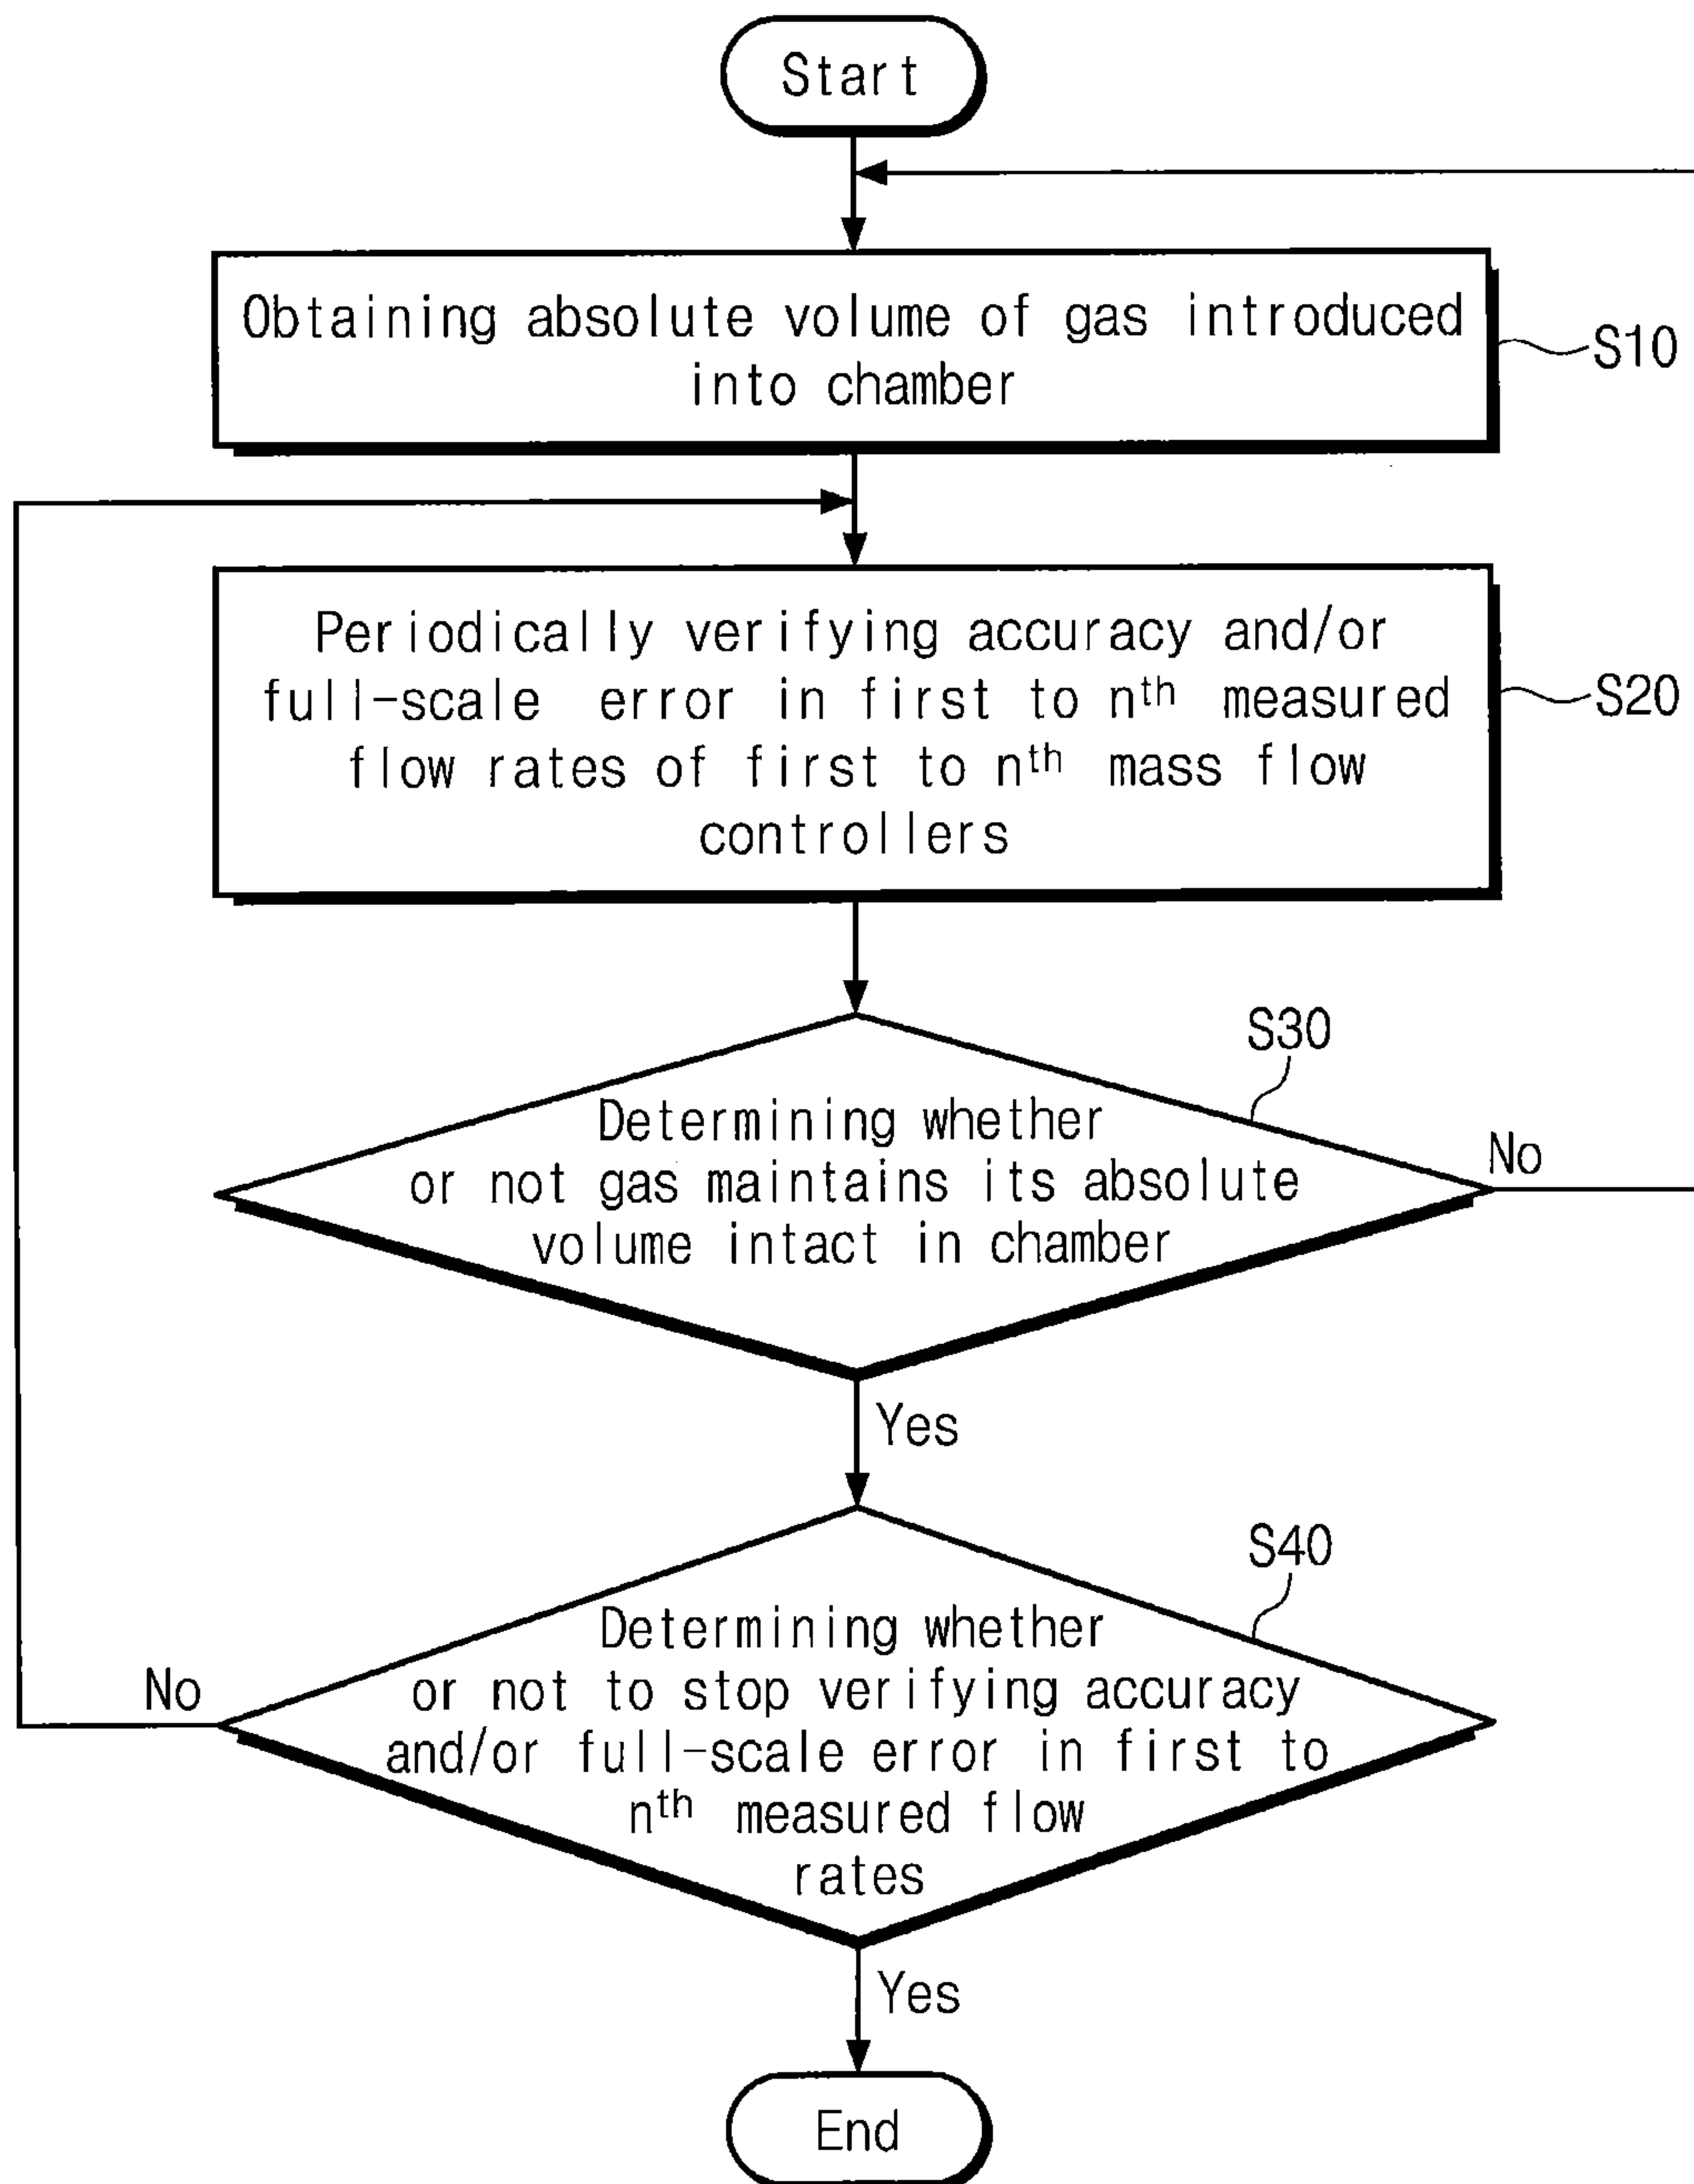 Start
Obtaining absolute volume of gas introduced
into chamber
S10
Periodically verifying accuracy and/or
full-scale error in first to nth measured
flow rates of first to nth mass flow
controllers
S20
S30
Determining whether
or not gas maintains its absolute
volume intact in chamber
No
Yes
S40
Determining whether
or not to stop verifying accuracy
and/or full-scale error in first to
nth measured flow
rates
No
Yes
End